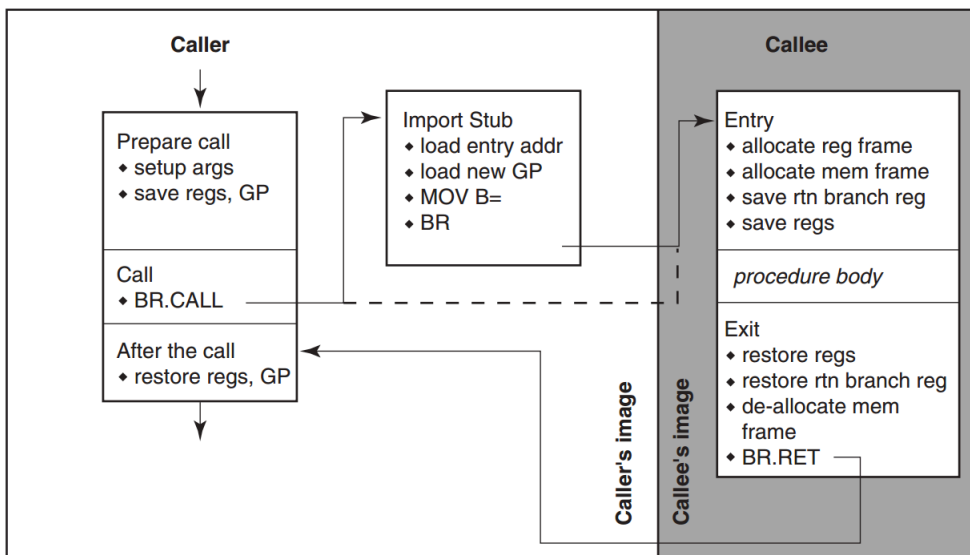 Caller
Prepare call
◆ setup args
◆ save regs, GP
Call
◆ BR.CALL
After the call
◆ restore regs, GP
Import Stub
◆ load entry addr
◆ load new GP
◆ MOV B=
◆ BR
Caller's image
Callee's image
Callee
Entry
◆ allocate reg frame
◆ allocate mem frame
◆ save rtn branch reg
◆ save regs
procedure body
Exit
◆ restore regs
◆ restore rtn branch reg
◆ de-allocate mem
frame
◆ BR.RET